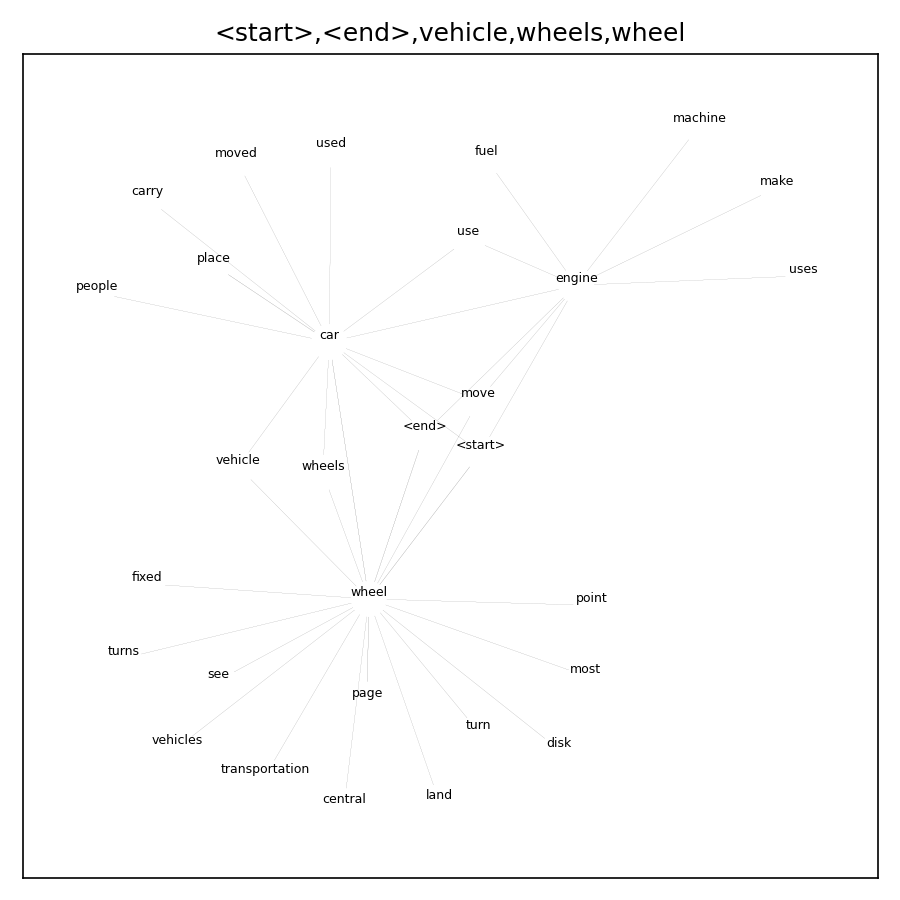 <start>,<end>,vehicle,wheels,wheel
machine
used
fuel
moved
make
carry
use
place
uses
engine
people
car
move
<end>
<start>
vehicle
wheels
fixed
wheel
point
turns
most
see
page
turn
vehicles
disk
transportation
land
central